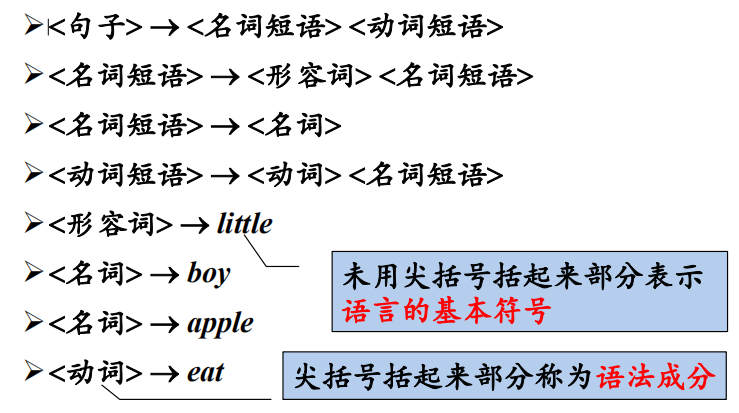 ➢<句子> → <名词短语> <动词短语>
➢<名词短语> → <形容词> <名词短语>
➢<名词短语> → <名词>
➢<动词短语> → <动词> <名词短语>
➢<形容词> → little
➢<名词> → boy
未用尖括号括起来部分表示
语言的基本符号
➢<名词> → apple
➢<动词> → eat
尖括号括起来部分称为语法成分